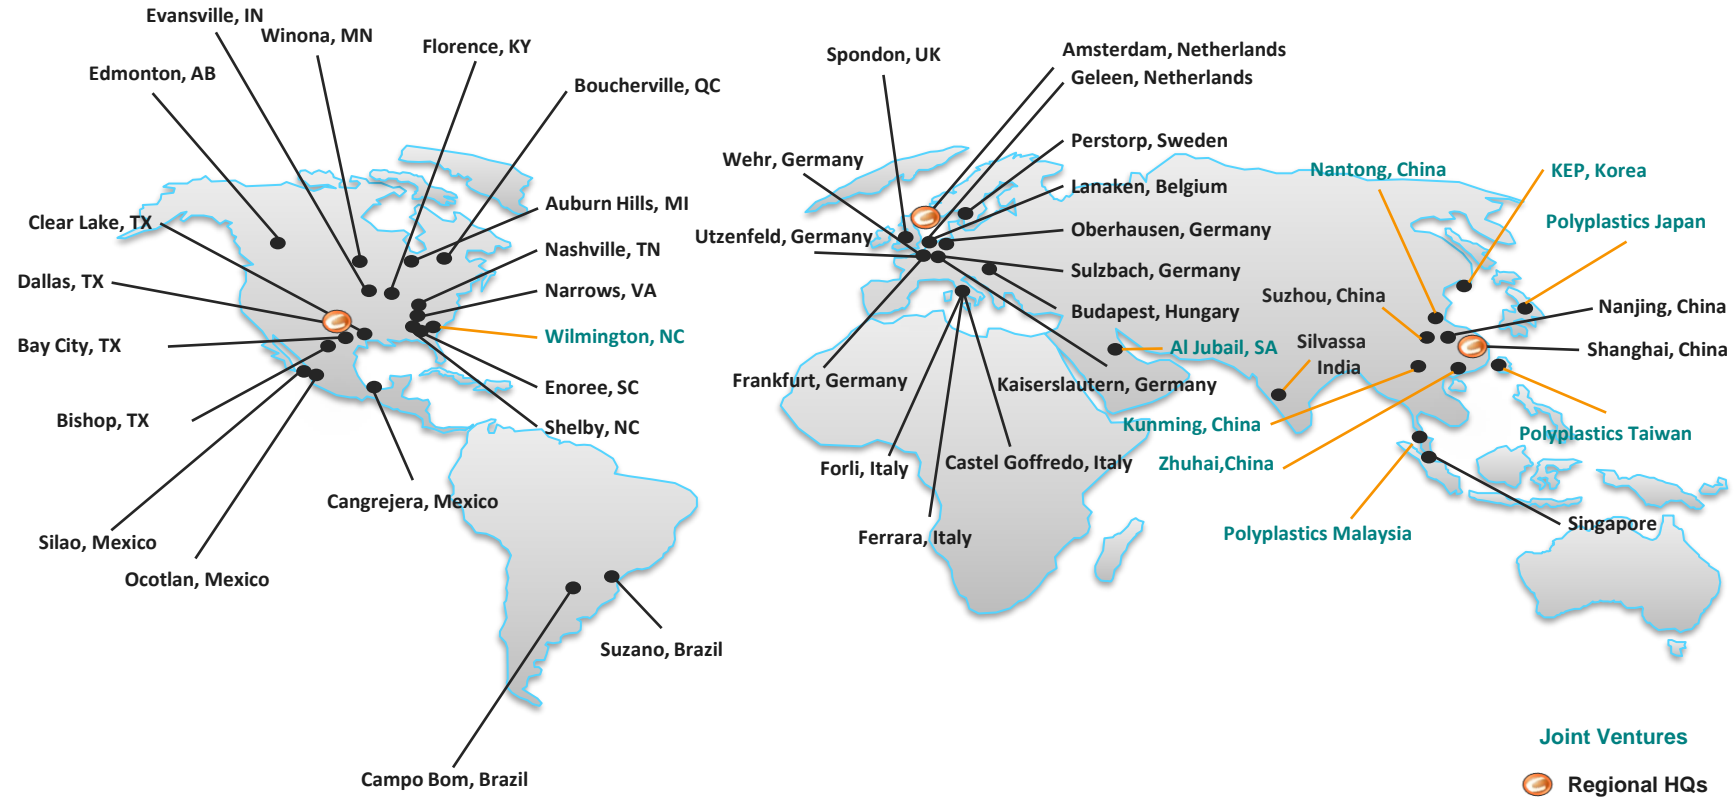 Evansville, IN
Winona, MN
Florence, KY
Edmonton, AB
Boucherville, QC
Clear Lake, TX
Auburn Hills, MI
Nashville, TN
Dallas, TX
Narrows, VA
Bay City, TX
Wilmington, NC
Enoree, SC
Bishop, TX
Shelby, NC
Cangrejera, Mexico
Silao, Mexico
Ocotlan, Mexico
Suzano, Brazil
Campo Bom, Brazil
Spondon, UK
Amsterdam, Netherlands
Geleen, Netherlands
Perstorp, Sweden
Wehr, Germany
Lanaken, Belgium
Utzenfeld, Germany
Oberhausen, Germany
Sulzbach, Germany
Budapest, Hungary
Frankfurt, Germany
Kaiserslautern, Germany
Forli, Italy
Castel Goffredo, Italy
Ferrara, Italy
Nantong, China
KEP, Korea
Polyplastics Japan
Suzhou, China
Nanjing, China
Al Jubail, SA
Silvassa
India
Shanghai, China
Kunming, China
Polyplastics Taiwan
Zhuhai,China
Polyplastics Malaysia
Singapore
Joint Ventures
Regional HQs